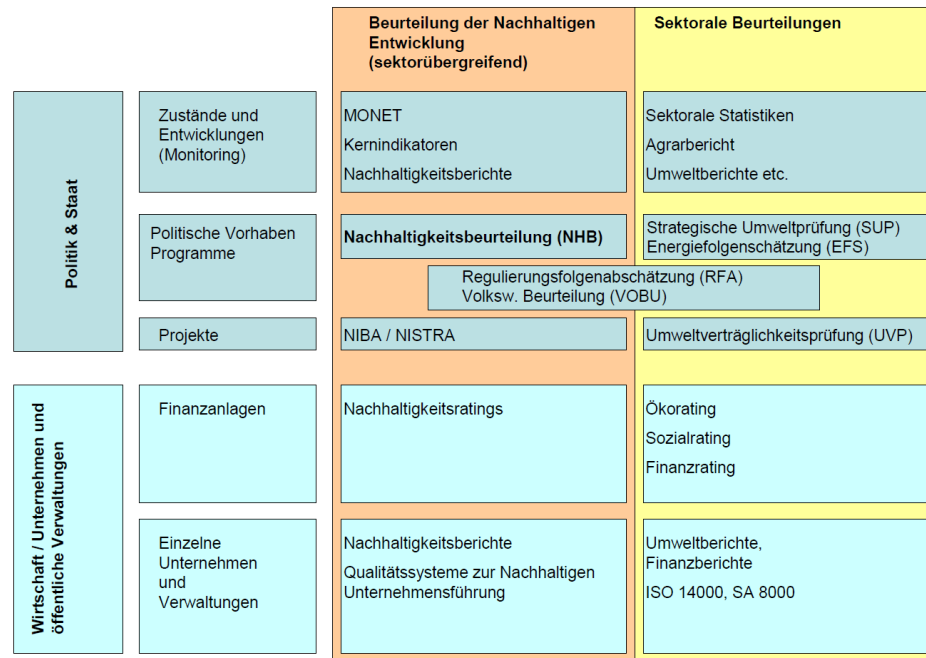 Beurteilung der Nachhaltigen
Entwicklung
(sektorübergreifend)
Sektorale Beurteilungen
Politik & Staat
Zustände und
Entwicklungen
(Monitoring)
MONET
Kernindikatoren
Nachhaltigkeitsberichte
Sektorale Statistiken
Agrarbericht
Umweltberichte etc.
Politische Vorhaben
Programme
Nachhaltigkeitsbeurteilung (NHB)
Strategische Umweltprüfung (SUP)
Energiefolgenschätzung (EFS)
Regulierungsfolgenabschätzung (RFA)
Volksw. Beurteilung (VOBU)
Projekte
NIBA / NISTRA
Umweltverträglichkeitsprüfung (UVP)
Wirtschaft / Unternehmen und
öffentliche Verwaltungen
Finanzanlagen
Nachhaltigkeitsratings
Ökorating
Sozialrating
Finanzrating
Einzelne
Unternehmen
und
Verwaltungen
Nachhaltigkeitsberichte
Qualitätssysteme zur Nachhaltigen
Unternehmensführung
Umweltberichte,
Finanzberichte
ISO 14000, SA 8000